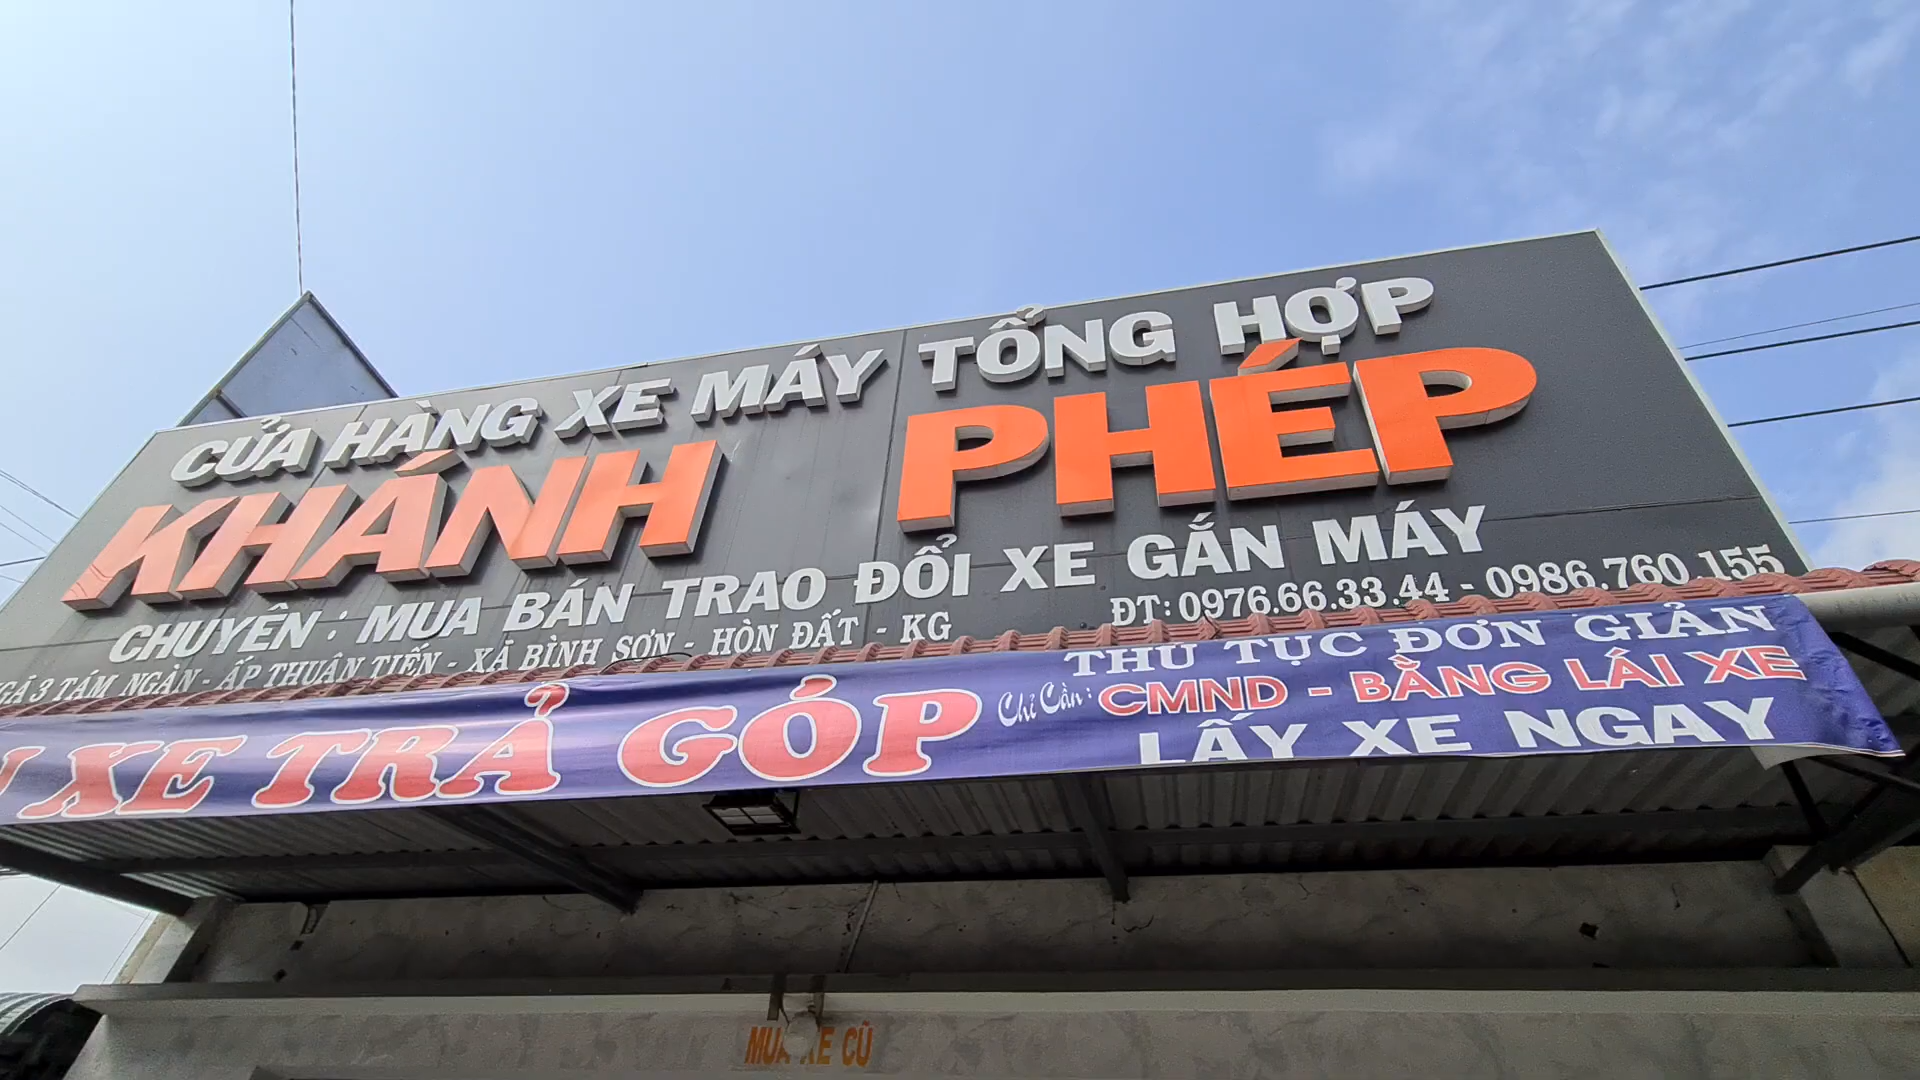 CỬA HÀNG XE MÁY TỔNG HỢP
KHÁNH PHÉP
CHUYÊN : MUA BÁN TRAO ĐỔI XE GẮN MÁY
3 TÁM NGÀN - ẤP THUẬN TIẾN - XÃ BÌNH SƠN - HÒN ĐẤT - KG
ĐT: 0976.66.33.44 - 0986.760.155
XE TRẢ GÓP
THỦ TỤC ĐƠN GIẢN
Chỉ Cần : CMND - BẰNG LÁI XE
LẤY XE NGAY
MUA XE CŨ